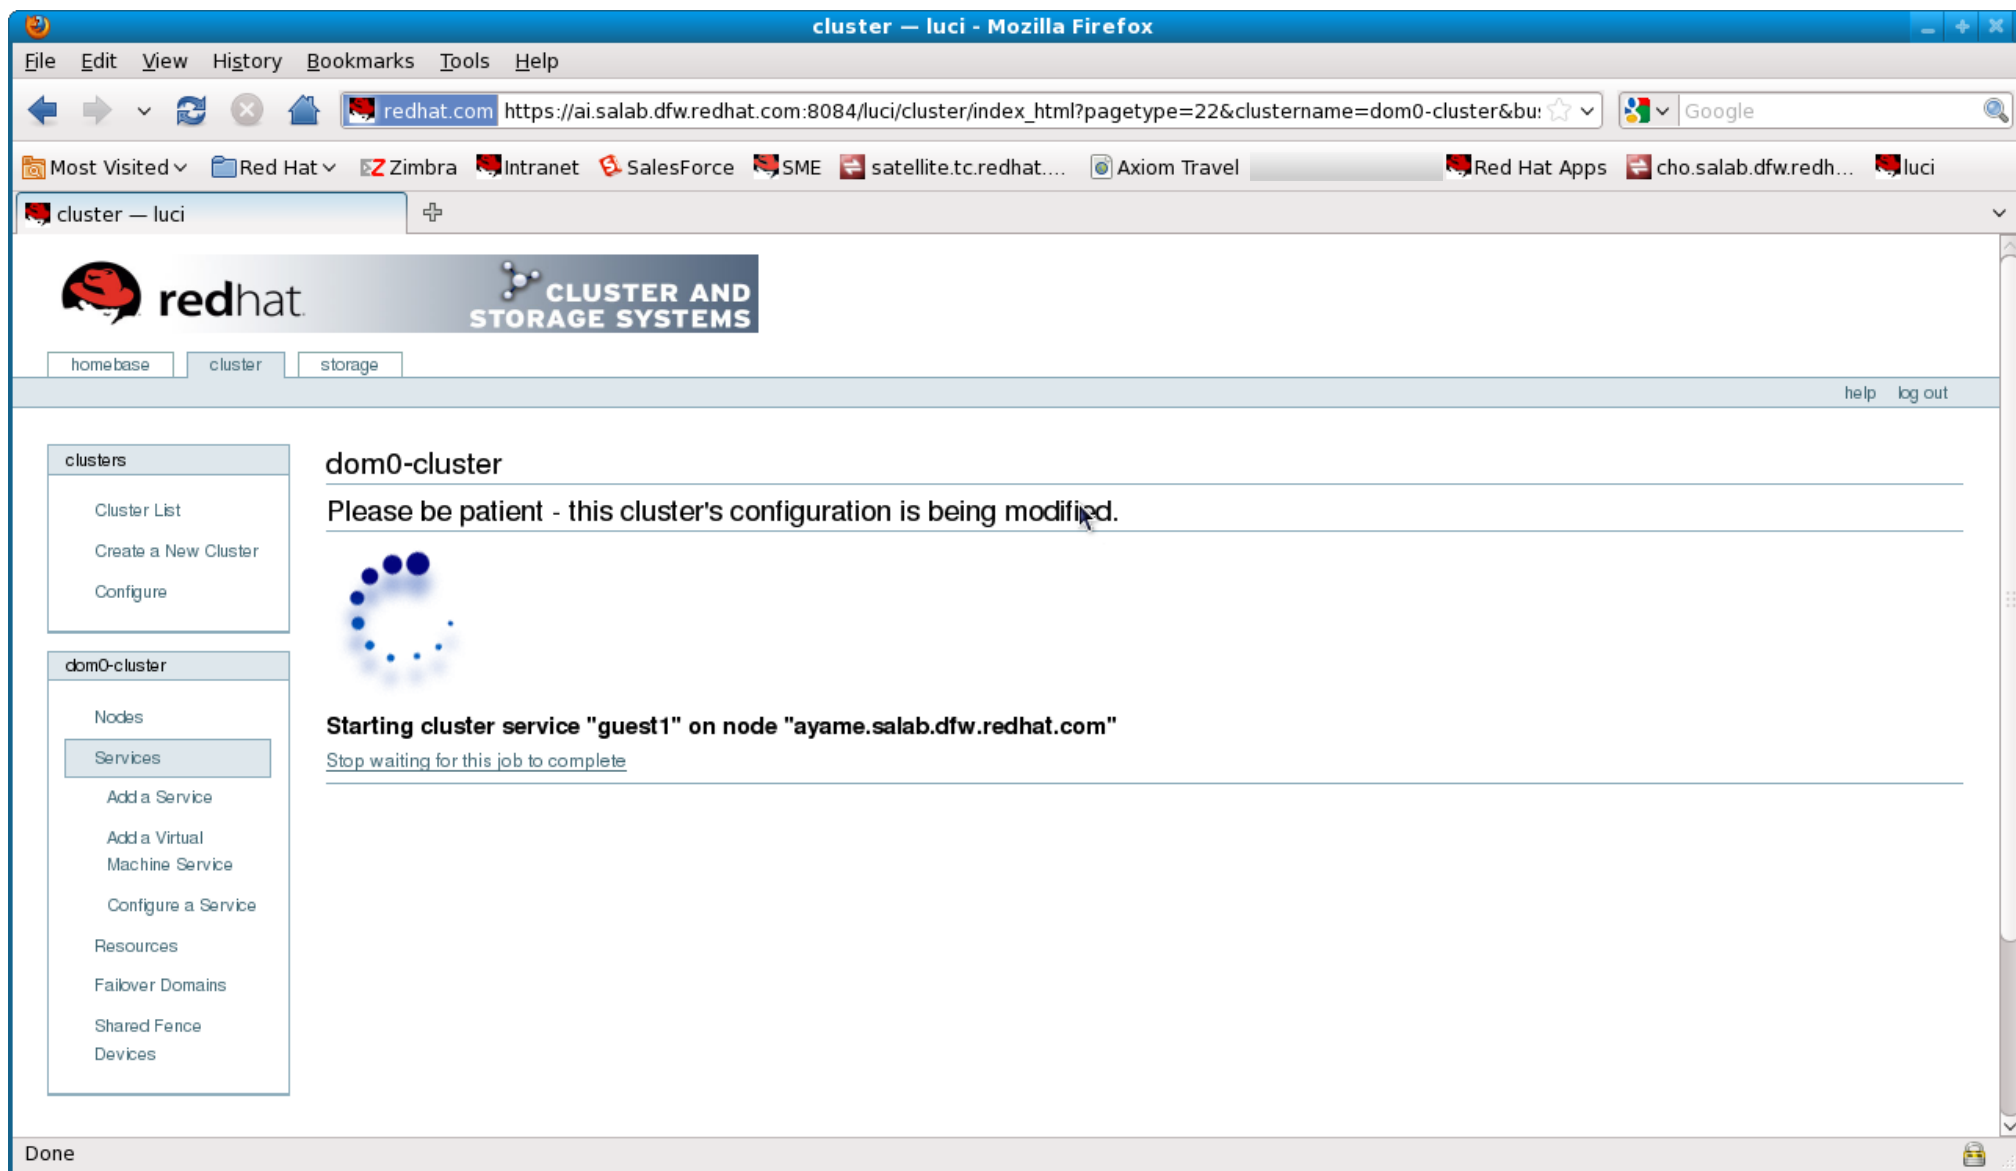 cluster — luci - Mozilla Firefox
File Edit View History Bookmarks Tools Help
redhat.com https://ai.salab.dfw.redhat.com:8084/luci/cluster/index_html?pagetype=22&clustername=dom0-cluster&bu: Google
Most Visited Red Hat Zimbra Intranet SalesForce SME satellite.tc.redhat.... Axiom Travel Red Hat Apps cho.salab.dfw.redh... luci
cluster — luci
redhat. CLUSTER AND
STORAGE SYSTEMS
homebase cluster storage
help log out
clusters
Cluster List
Create a New Cluster
Configure
dom0-cluster
Nodes
Services
Add a Service
Add a Virtual
Machine Service
Configure a Service
Resources
Failover Domains
Shared Fence
Devices
dom0-cluster
Please be patient - this cluster's configuration is being modified.
Starting cluster service "guest1" on node "ayame.salab.dfw.redhat.com"
Stop waiting for this job to complete
Done